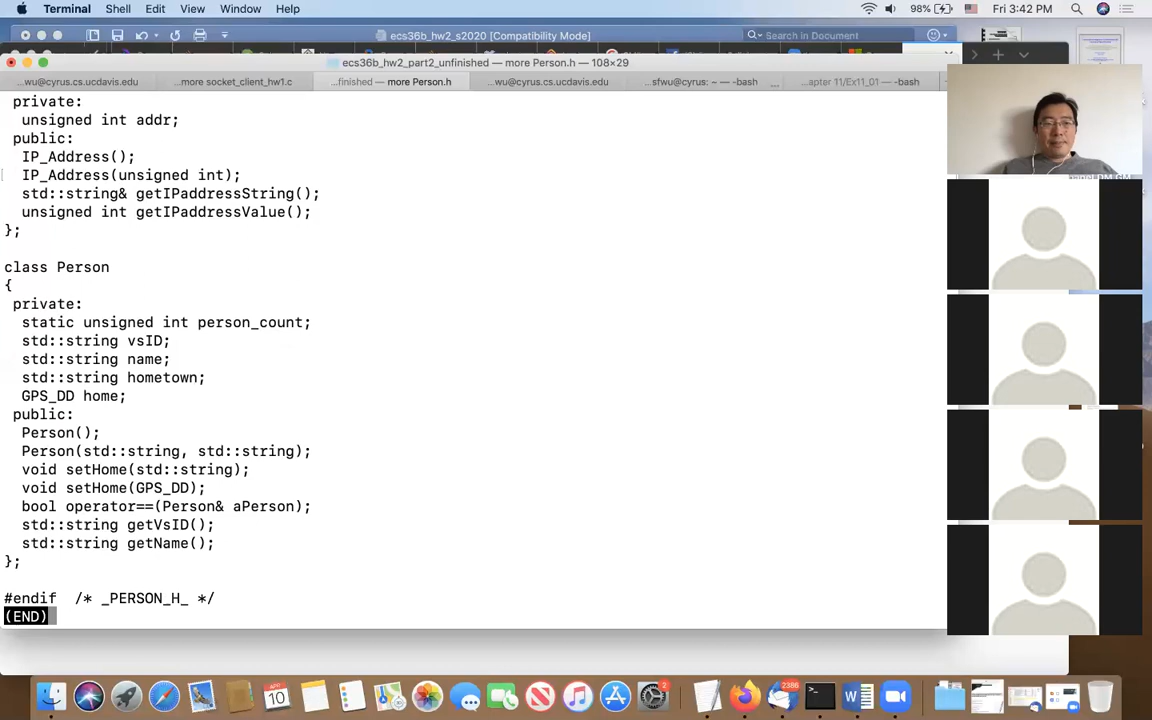 Terminal Shell Edit View Window Help 98% Fri 3:42 PM
ecs36b_hw2_s2020 [Compatibility Mode] Search in Document
ecs36b_hw2_part2_unfinished — more Person.h — 108×29
...wu@cyrus.cs.ucdavis.edu ...more socket_client_hw1.c ...finished — more Person.h ...wu@cyrus.cs.ucdavis.edu ...sfwu@cyrus: ~ — -bash ... ...apter 11/Ex11_01 — -bash
private:
unsigned int addr;
public:
IP_Address();
IP_Address(unsigned int);
std::string& getIPaddressString();
unsigned int getIPaddressValue();
};
class Person
{
private:
static unsigned int person_count;
std::string vsID;
std::string name;
std::string hometown;
GPS_DD home;
public:
Person();
Person(std::string, std::string);
void setHome(std::string);
void setHome(GPS_DD);
bool operator==(Person& aPerson);
std::string getVsID();
std::string getName();
};
#endif /* _PERSON_H_ */
(END)
APR
10
2
2386